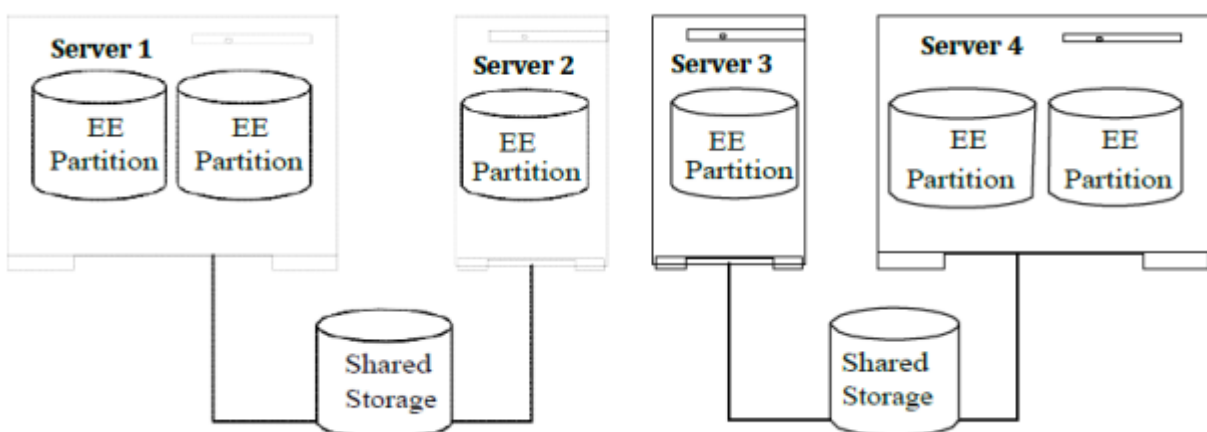 Server 1
EE
Partition
EE
Partition
Server 2
EE
Partition
Server 3
EE
Partition
Server 4
EE
Partition
EE
Partition
Shared
Storage
Shared
Storage